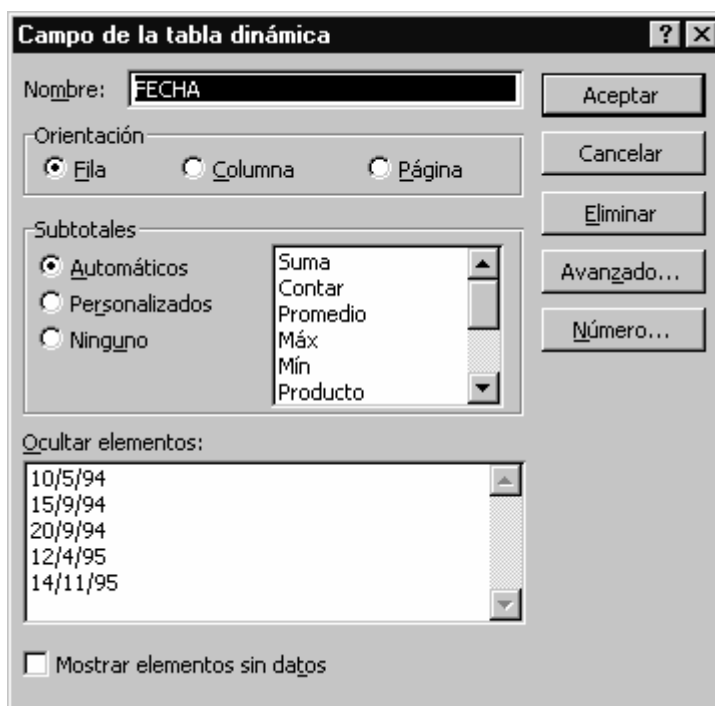 Campo de la tabla dinámica
Nombre: FECHA
Aceptar
Orientación
Fila Columna Página
Cancelar
Eliminar
Subtotales
Automáticos
Personalizados
Ninguno
Suma
Contar
Promedio
Máx
Mín
Producto
Avanzado...
Número...
Ocultar elementos:
10/5/94
15/9/94
20/9/94
12/4/95
14/11/95
Mostrar elementos sin datos